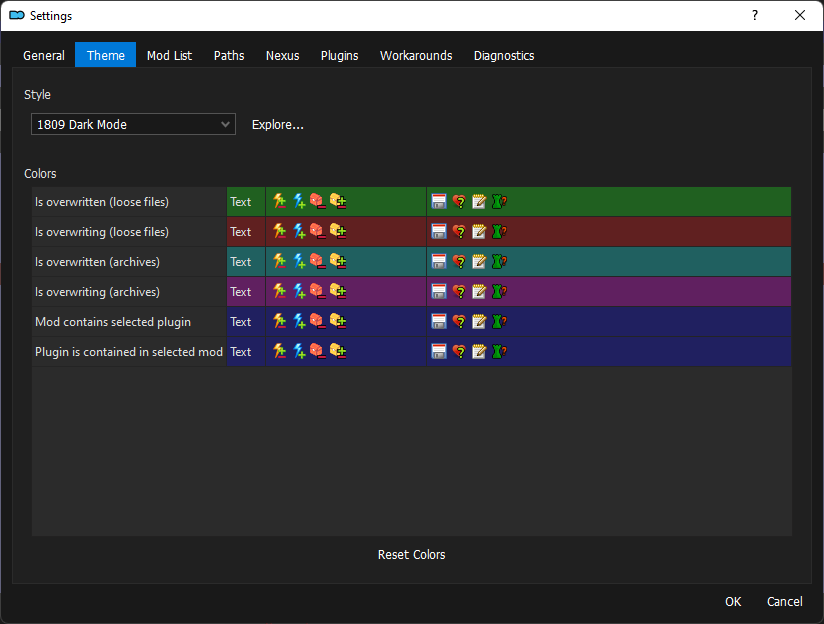 Settings
?
General Theme Mod List Paths Nexus Plugins Workarounds Diagnostics
Style
1809 Dark Mode Explore...
Colors
Is overwritten (loose files) Text
Is overwriting (loose files) Text
Is overwritten (archives) Text
Is overwriting (archives) Text
Mod contains selected plugin Text
Plugin is contained in selected mod Text
Reset Colors
OK Cancel